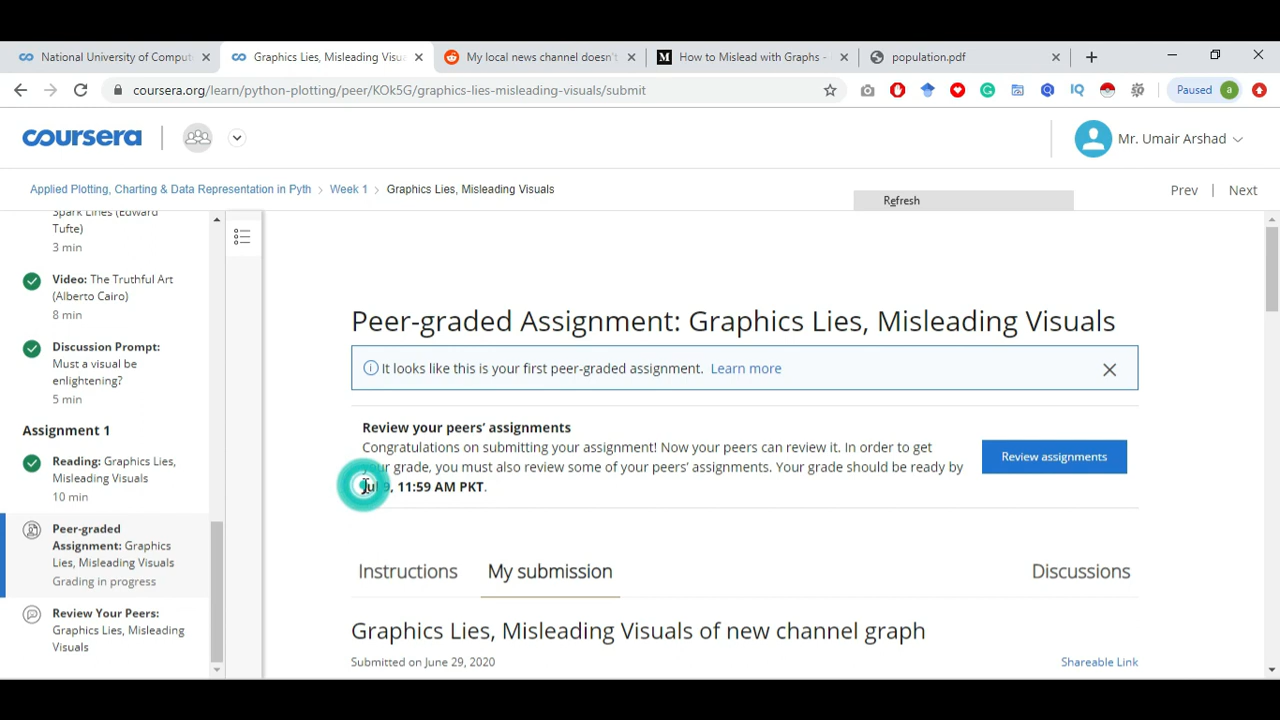 National University of Comput
Graphics Lies, Misleading Visua
My local news channel doesn't
How to Mislead with Graphs -
population.pdf
coursera.org/learn/python-plotting/peer/KOk5G/graphics-lies-misleading-visuals/submit
Paused a
coursera
Mr. Umair Arshad
Applied Plotting, Charting & Data Representation in Pyth > Week 1 > Graphics Lies, Misleading Visuals
Refresh
Prev | Next
Spark Lines (Edward
Tufte)
3 min
Video: The Truthful Art
(Alberto Cairo)
8 min
Discussion Prompt:
Must a visual be
enlightening?
5 min
Assignment 1
Reading: Graphics Lies,
Misleading Visuals
10 min
Peer-graded
Assignment: Graphics
Lies, Misleading Visuals
Grading in progress
Review Your Peers:
Graphics Lies, Misleading
Visuals
Peer-graded Assignment: Graphics Lies, Misleading Visuals
It looks like this is your first peer-graded assignment. Learn more
Review your peers' assignments
Congratulations on submitting your assignment! Now your peers can review it. In order to get
your grade, you must also review some of your peers' assignments. Your grade should be ready by
Jul 9, 11:59 AM PKT.
Review assignments
Instructions
My submission
Discussions
Graphics Lies, Misleading Visuals of new channel graph
Submitted on June 29, 2020
Shareable Link